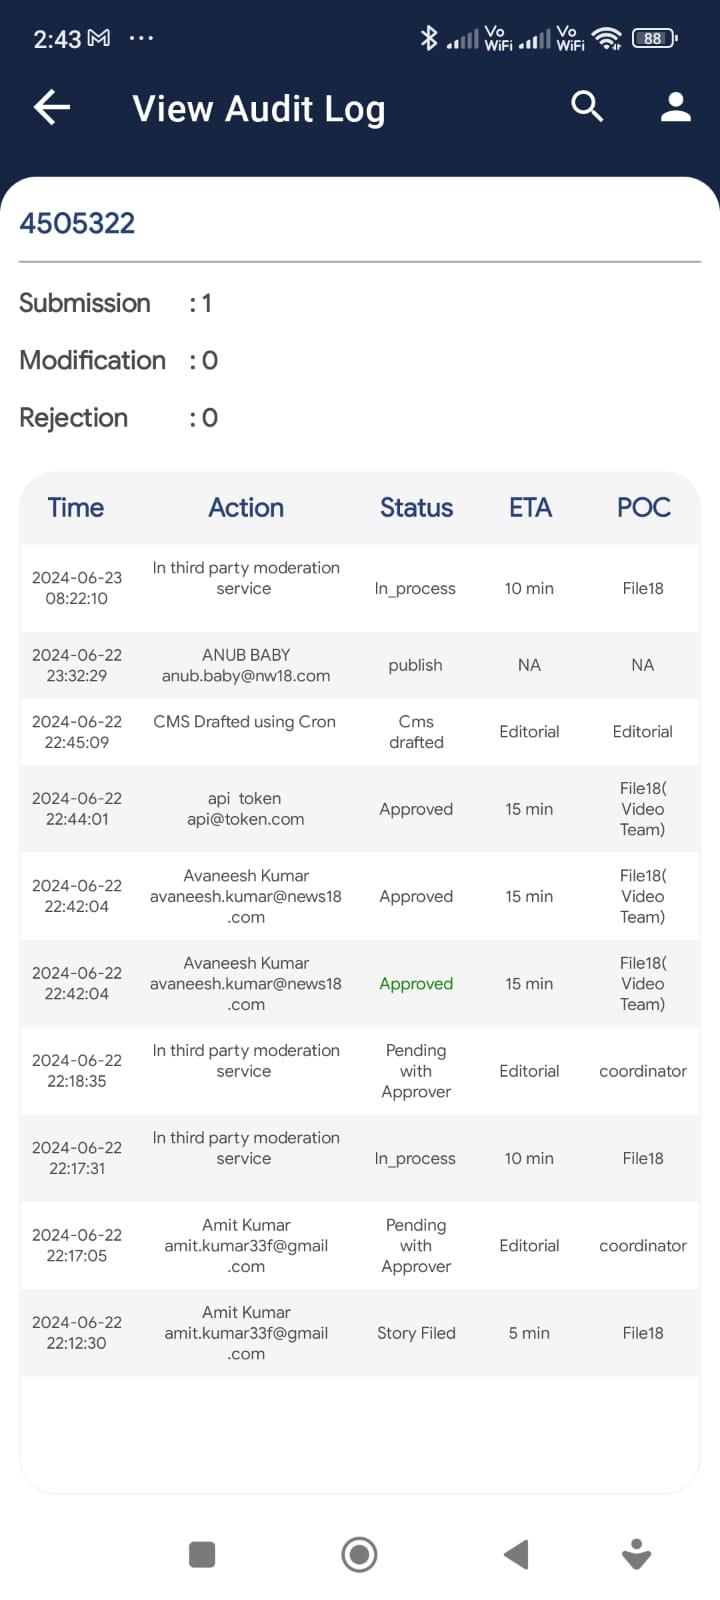 2:43
Vo WiFi
Vo WiFi
88
View Audit Log
4505322
Submission : 1
Modification : 0
Rejection : 0
Time Action Status ETA POC
2024-06-23 08:22:10 In third party moderation service In_process 10 min File18
2024-06-22 23:32:29 ANUB BABY anub.baby@nw18.com publish NA NA
2024-06-22 22:45:09 CMS Drafted using Cron Cms drafted Editorial Editorial
2024-06-22 22:44:01 api token api@token.com Approved 15 min File18( Video Team)
2024-06-22 22:42:04 Avaneesh Kumar avaneesh.kumar@news18 .com Approved 15 min File18( Video Team)
2024-06-22 22:42:04 Avaneesh Kumar avaneesh.kumar@news18 .com Approved 15 min File18( Video Team)
2024-06-22 22:18:35 In third party moderation service Pending with Approver Editorial coordinator
2024-06-22 22:17:31 In third party moderation service In_process 10 min File18
2024-06-22 22:17:05 Amit Kumar amit.kumar33f@gmail .com Pending with Approver Editorial coordinator
2024-06-22 22:12:30 Amit Kumar amit.kumar33f@gmail .com Story Filed 5 min File18